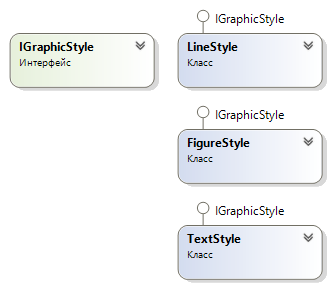 IGraphicStyle
Интерфейс
IGraphicStyle
LineStyle
Класс
IGraphicStyle
FigureStyle
Класс
IGraphicStyle
TextStyle
Класс